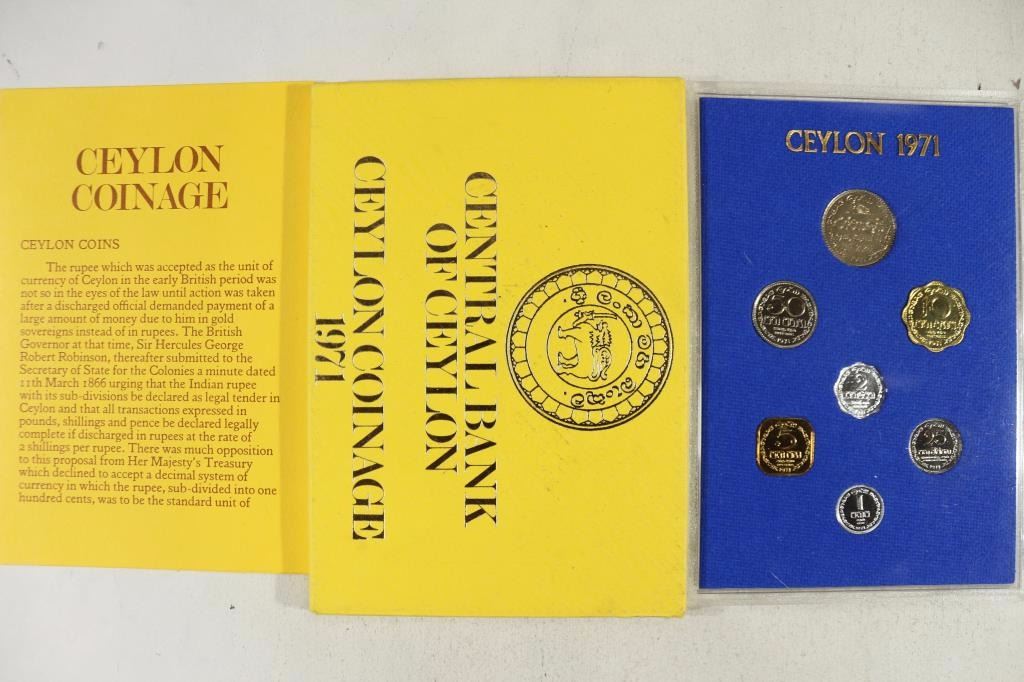 CEYLON
COINAGE
CEYLON COINS
The rupee which was accepted as the unit of
currency of Ceylon in the early British period was
not so in the eyes of the law until action was taken
after a discharged official demanded payment of a
large amount of money due to him in gold
sovereigns instead of in rupees. The British
Governor at that time, Sir Hercules George
Robert Robinson, thereafter submitted to the
Secretary of State for the Colonies a minute dated
11th March 1866 urging that the Indian rupee
with its sub-divisions be declared as legal tender in
Ceylon and that all transactions expressed in
pounds, shillings and pence be declared legally
complete if discharged in rupees at the rate of
2 shillings per rupee. There was much opposition
to this proposal from Her Majesty's Treasury
which declined to accept a decimal system of
currency in which the rupee, sub-divided into one
hundred cents, was to be the standard unit of
CENTRAL BANK
OF CEYLON
CEYLON COINAGE
1971
CEYLON 1971
50
10
2
5
25
1